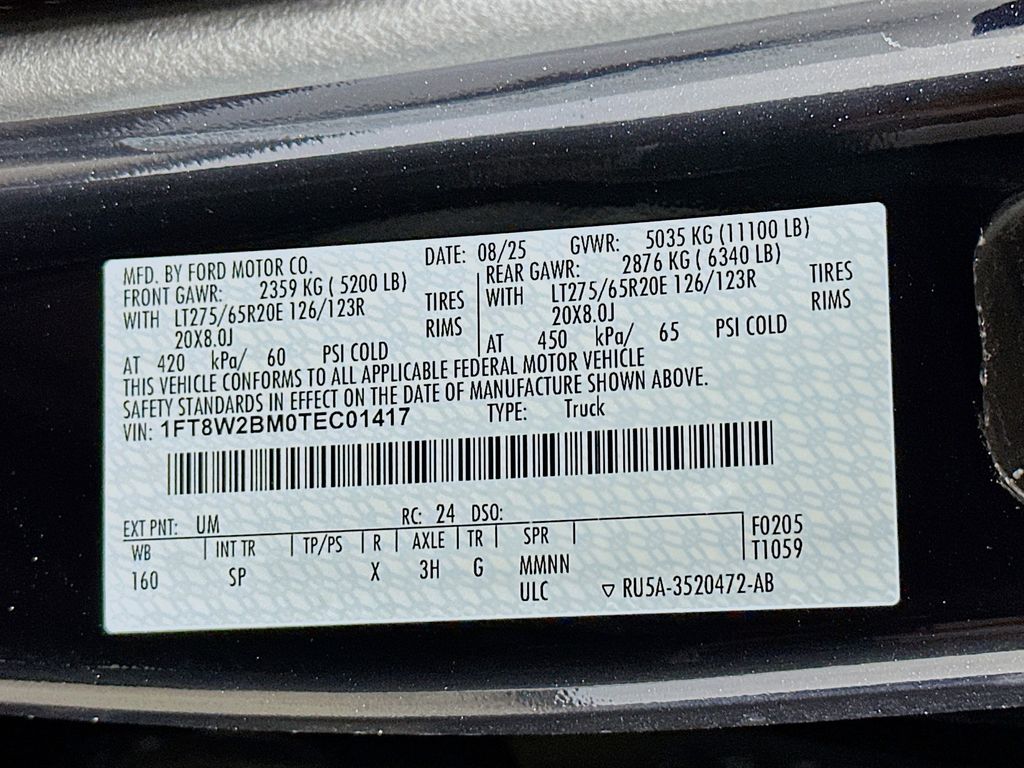 MFD. BY FORD MOTOR CO. DATE: 08/25 GVWR: 5035 KG (11100 LB)
FRONT GAWR: 2359 KG ( 5200 LB) REAR GAWR: 2876 KG ( 6340 LB)
WITH LT275/65R20E 126/123R TIRES WITH LT275/65R20E 126/123R TIRES
20X8.0J RIMS 20X8.0J RIMS
AT 420 kPa/ 60 PSI COLD AT 450 kPa/ 65 PSI COLD
THIS VEHICLE CONFORMS TO ALL APPLICABLE FEDERAL MOTOR VEHICLE
SAFETY STANDARDS IN EFFECT ON THE DATE OF MANUFACTURE SHOWN ABOVE.
VIN: 1FT8W2BM0TEC01417 TYPE: Truck
EXT PNT: UM RC: 24 DSO:
WB INT TR TP/PS R AXLE TR SPR F0205
160 SP X 3H G MMNN T1059
ULC ▽ RU5A-3520472-AB